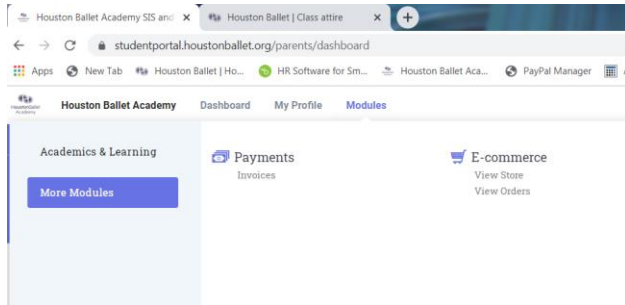 Houston Ballet Academy SIS and
Houston Ballet | Class attire
studentportal.houstonballet.org/parents/dashboard
Apps New Tab Houston Ballet | Ho... HR Software for Sm... Houston Ballet Aca... PayPal Manager
Houston Ballet Academy Dashboard My Profile Modules
Academics & Learning
More Modules
Payments
Invoices
E-commerce
View Store
View Orders